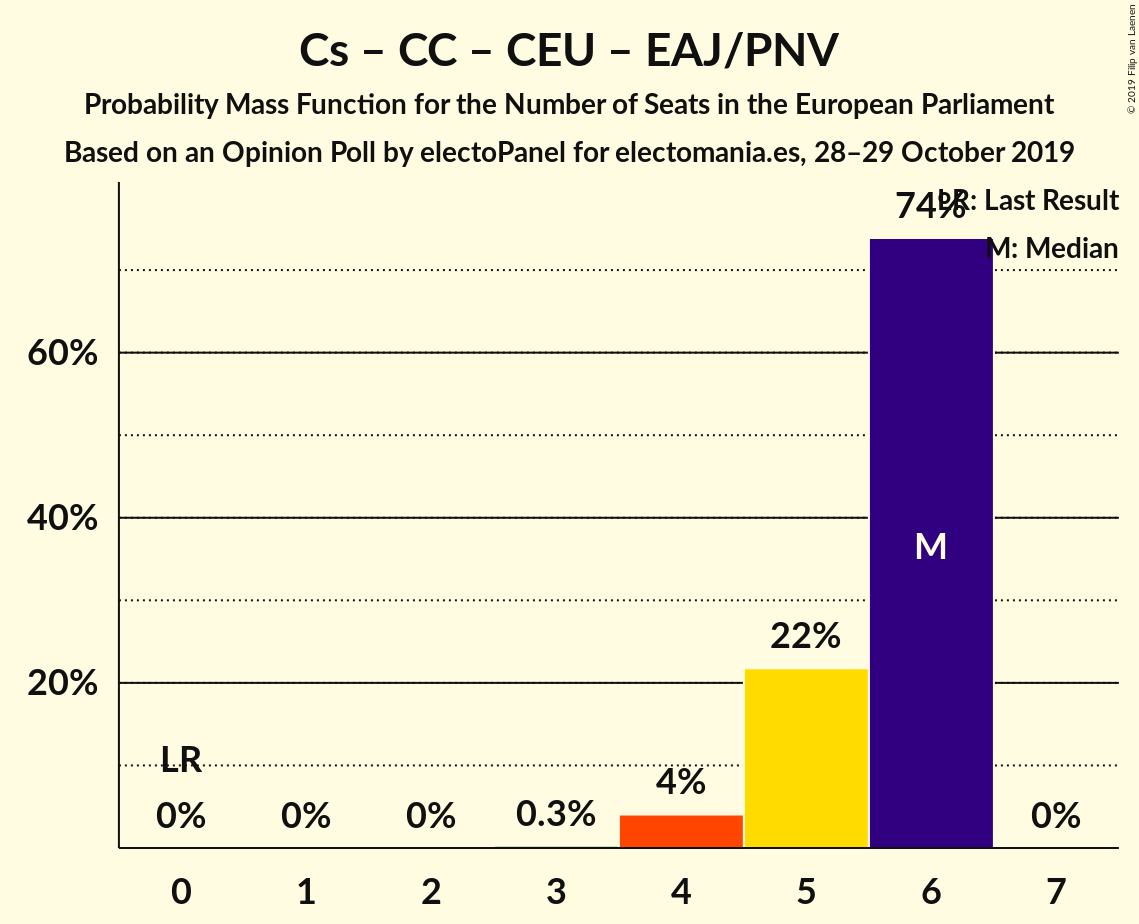 Cs – CC – CEU – EAJ/PNV
Probability Mass Function for the Number of Seats in the European Parliament
Based on an Opinion Poll by electoPanel for electomania.es, 28–29 October 2019
© 2019 Filip van Laenen
LR: Last Result
M: Median
74%
60%
40%
20%
M
22%
LR
4%
0%
0%
0%
0.3%
0%
0
1
2
3
4
5
6
7